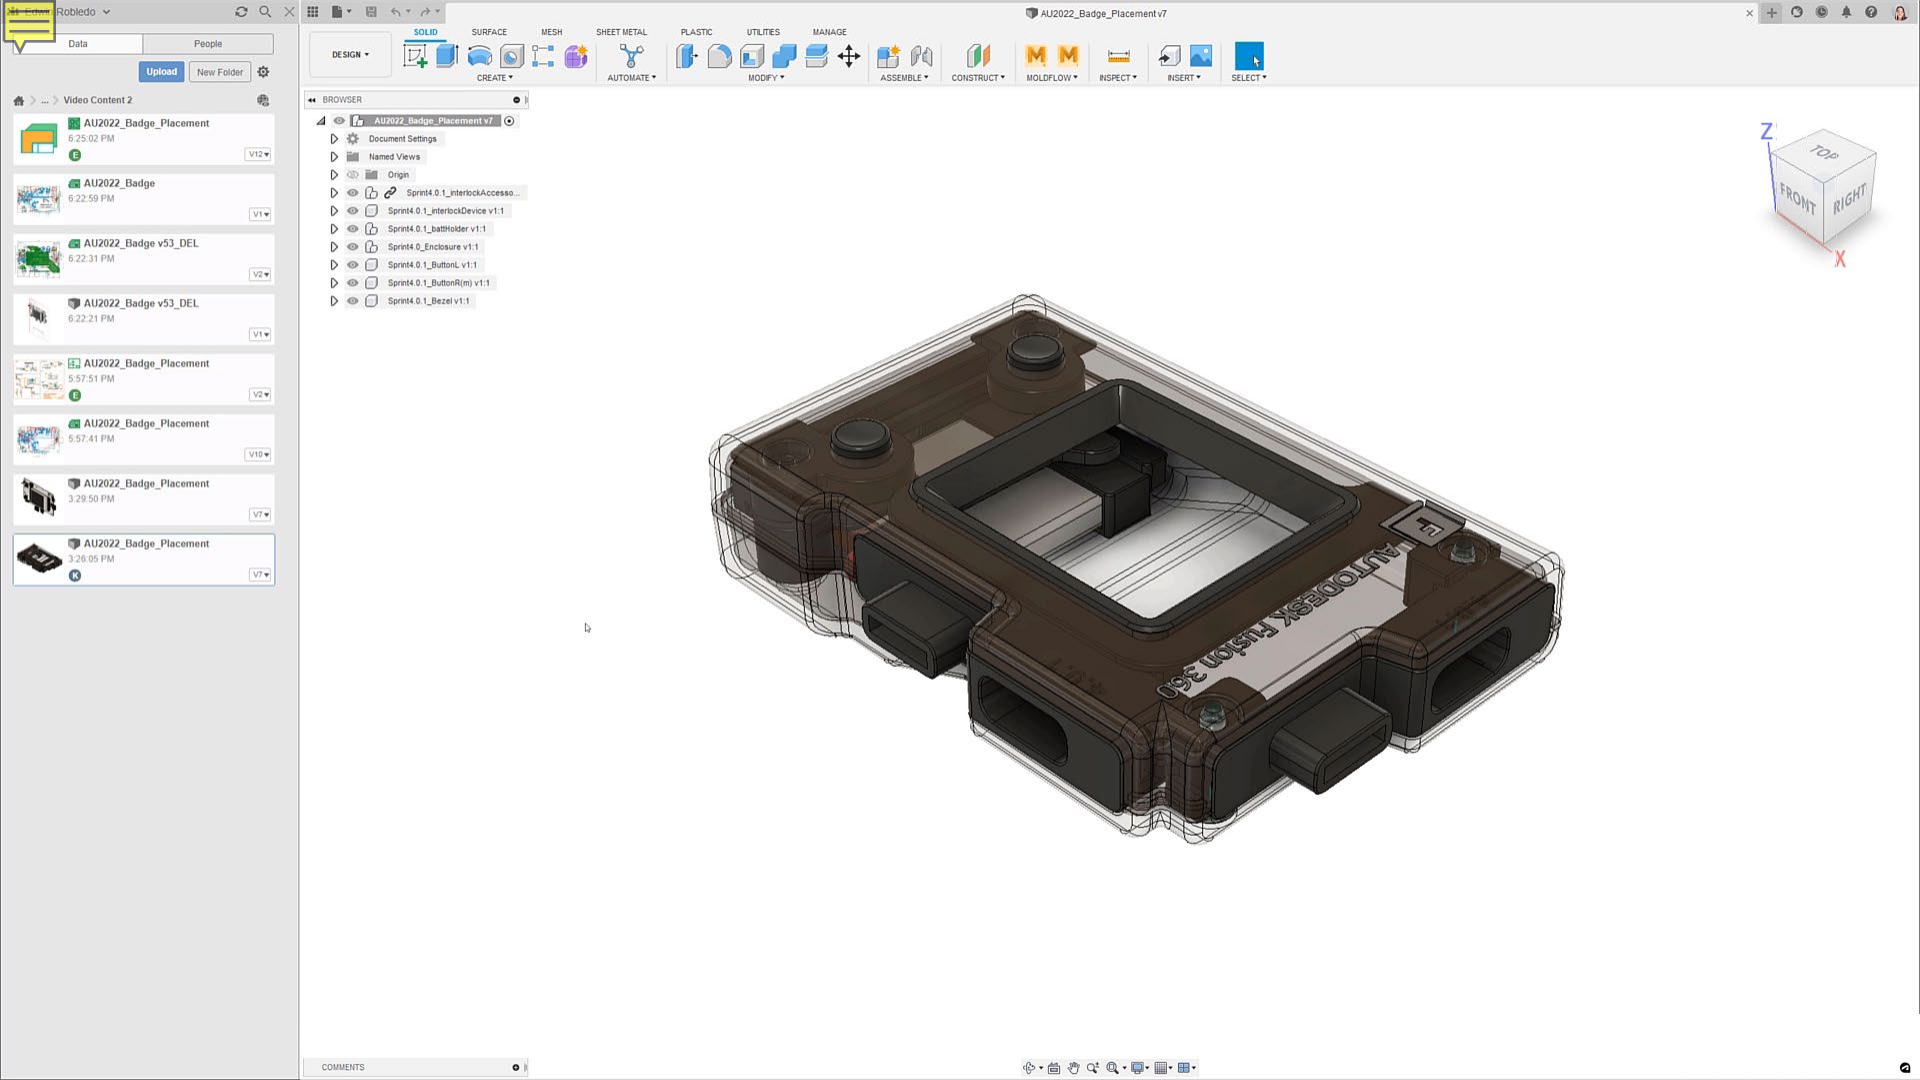 Robledo
Data
People
Upload
New Folder
... Video Content 2
AU2022_Badge_Placement
6:25:02 PM
E
V12
AU2022_Badge
6:22:59 PM
V1
AU2022_Badge v53_DEL
6:22:31 PM
V2
AU2022_Badge v53_DEL
6:22:21 PM
V1
AU2022_Badge_Placement
5:57:51 PM
E
V2
AU2022_Badge_Placement
5:57:41 PM
V10
AU2022_Badge_Placement
3:29:50 PM
V7
AU2022_Badge_Placement
3:26:05 PM
K
V7
AU2022_Badge_Placement v7
DESIGN
SOLID
SURFACE
MESH
SHEET METAL
PLASTIC
UTILITIES
MANAGE
CREATE
AUTOMATE
MODIFY
ASSEMBLE
CONSTRUCT
MOLDFLOW
INSPECT
INSERT
SELECT
BROWSER
AU2022_Badge_Placement v7
Document Settings
Named Views
Origin
Sprint4.0.1_interlockAccesso...
Sprint4.0.1_interlockDevice v1:1
Sprint4.0.1_battHolder v1:1
Sprint4.0_Enclosure v1:1
Sprint4.0.1_ButtonL v1:1
Sprint4.0.1_ButtonR(m) v1:1
Sprint4.0.1_Bezel v1:1
Z
TOP
FRONT
RIGHT
X
F
AUTODESK Fusion 360
COMMENTS